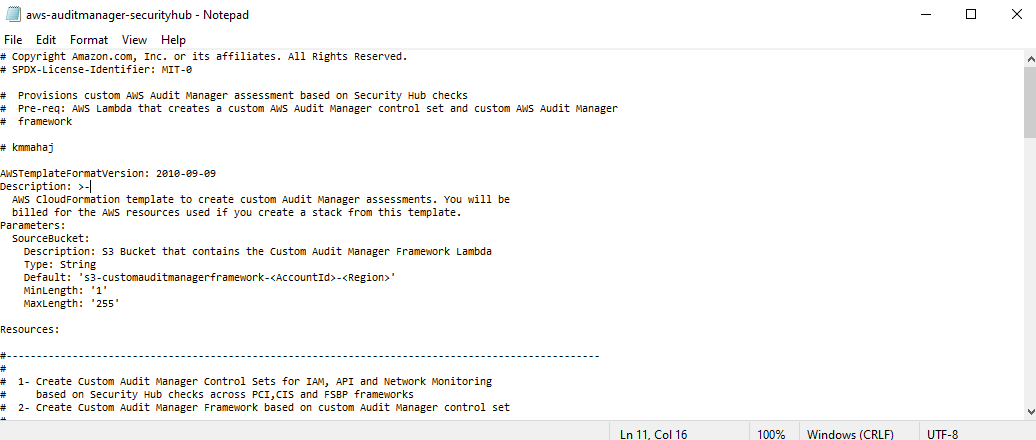 aws-auditmanager-securityhub - Notepad
File Edit Format View Help
# Copyright Amazon.com, Inc. or its affiliates. All Rights Reserved.
# SPDX-License-Identifier: MIT-0
#  Provisions custom AWS Audit Manager assessment based on Security Hub checks
#  Pre-req: AWS Lambda that creates a custom AWS Audit Manager control set and custom AWS Audit Manager
#  framework
# kmmahaj
AWSTemplateFormatVersion: 2010-09-09
Description: >-
  AWS CloudFormation template to create custom Audit Manager assessments. You will be
  billed for the AWS resources used if you create a stack from this template.
Parameters:
  SourceBucket:
    Description: S3 Bucket that contains the Custom Audit Manager Framework Lambda
    Type: String
    Default: 's3-customauditmanagerframework-<AccountId>-<Region>'
    MinLength: '1'
    MaxLength: '255'
Resources:
#---------------------------------------------------------------------------------------------------
#
#  1- Create Custom Audit Manager Control Sets for IAM, API and Network Monitoring
#     based on Security Hub checks across PCI,CIS and FSBP frameworks
#  2- Create Custom Audit Manager Framework based on custom Audit Manager control set
Ln 11, Col 16 100% Windows (CRLF) UTF-8